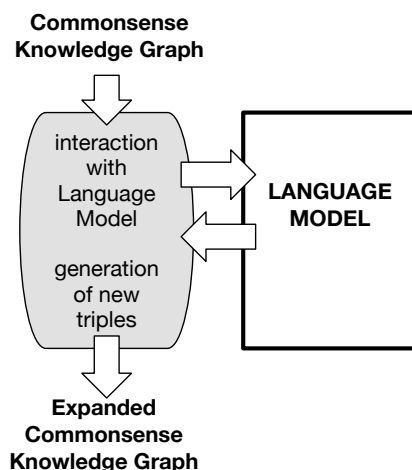 Commonsense
Knowledge Graph
interaction
with
Language
Model
generation
of new
triples
LANGUAGE
MODEL
Expanded
Commonsense
Knowledge Graph